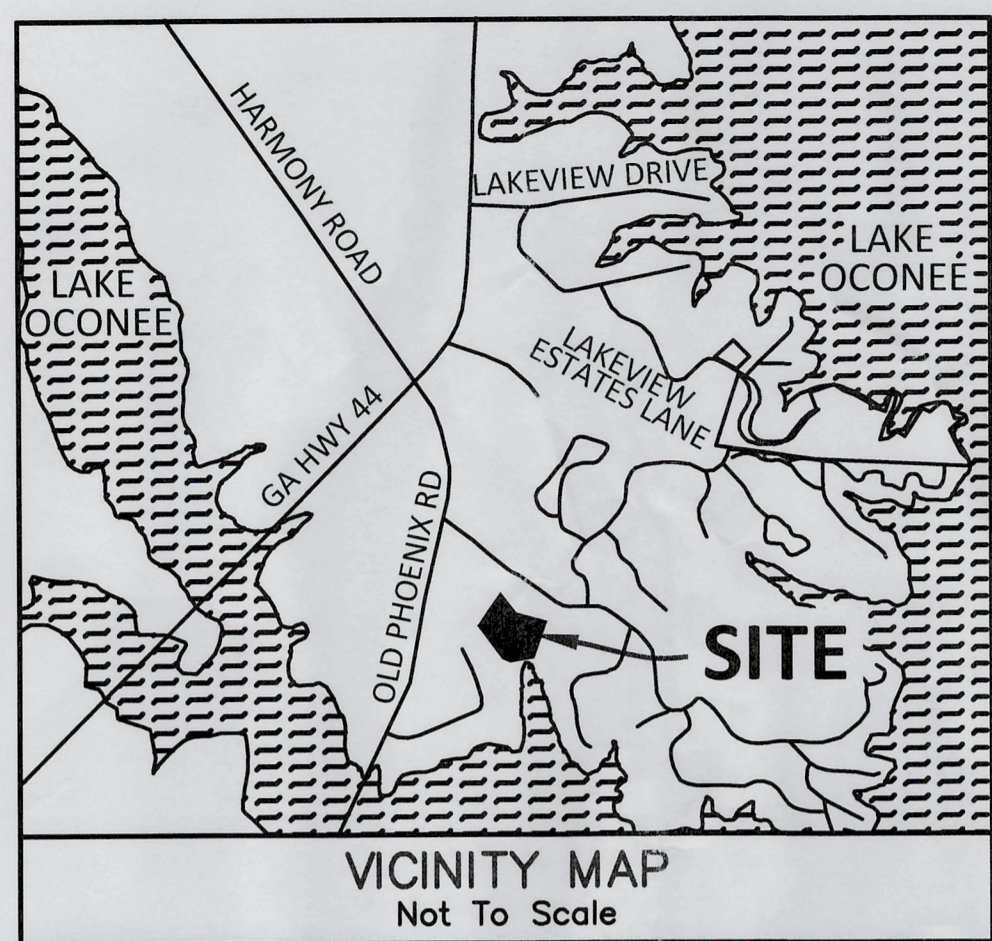 HARMONY ROAD
LAKEVIEW DRIVE
LAKE
OCONEE
LAKE
OCONEE
LAKEVIEW
ESTATES LANE
GA HWY 44
OLD PHOENIX RD
SITE
VICINITY MAP
Not To Scale